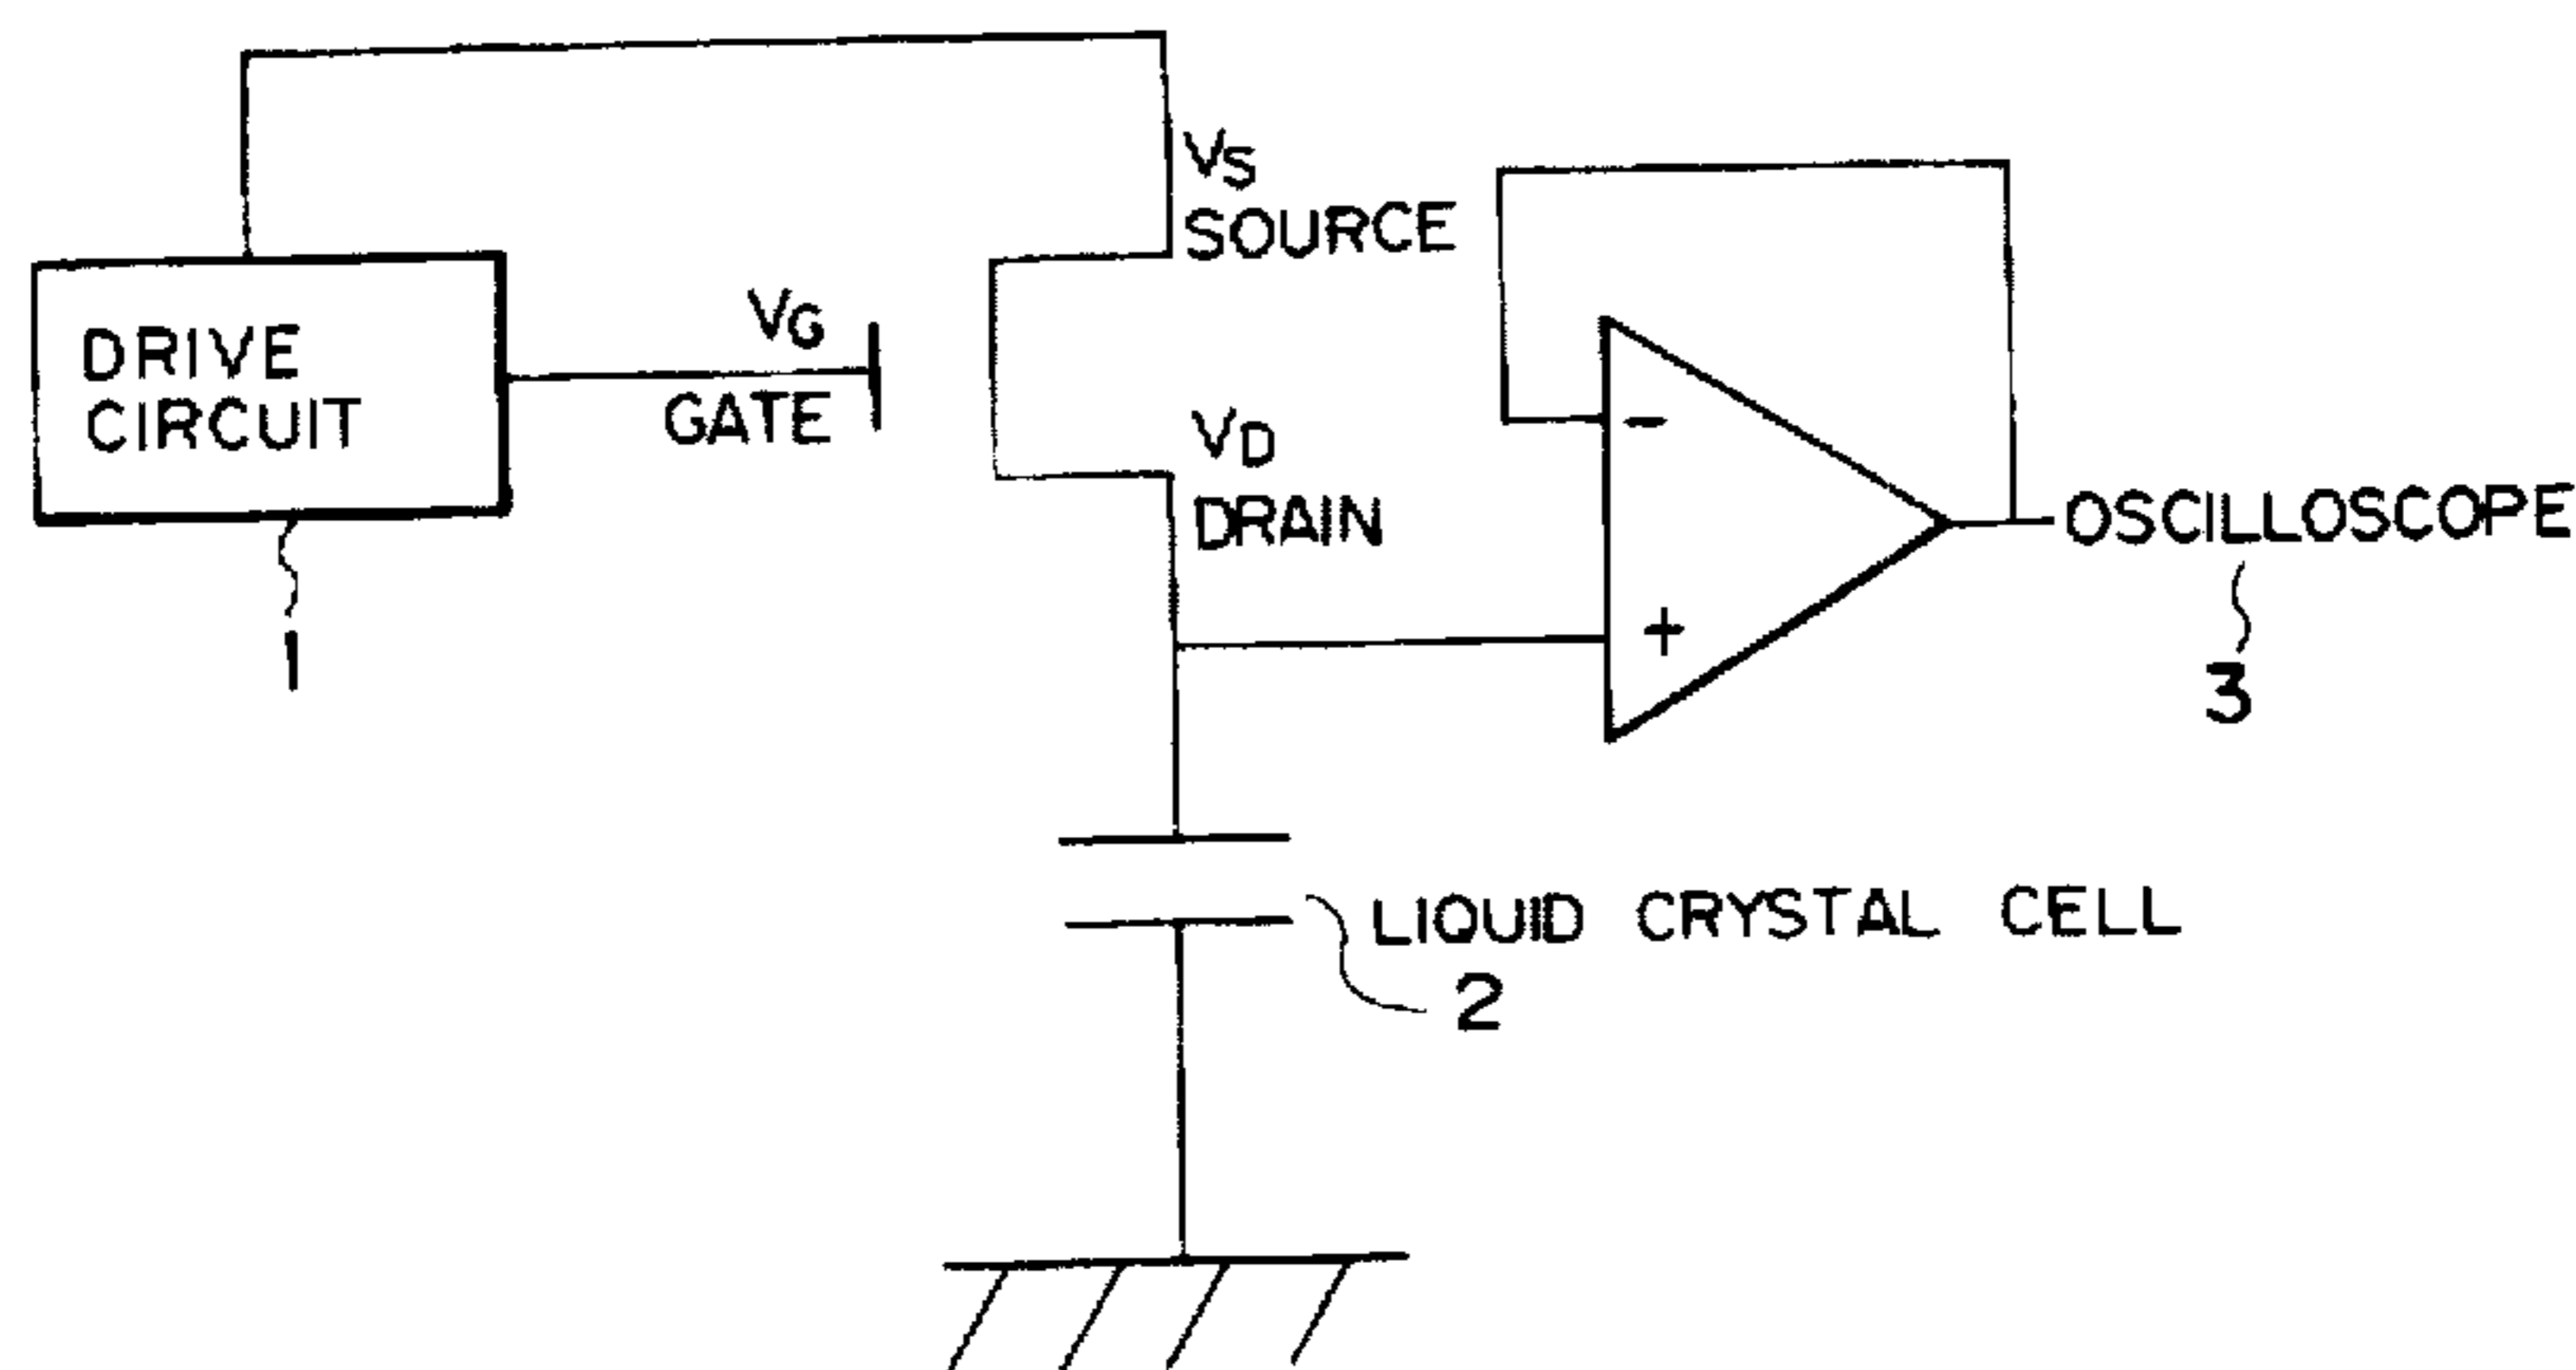 VS
SOURCE
DRIVE
CIRCUIT
VG
GATE
VD
DRAIN
-
+
OSCILLOSCOPE
1
3
LIQUID CRYSTAL CELL
2